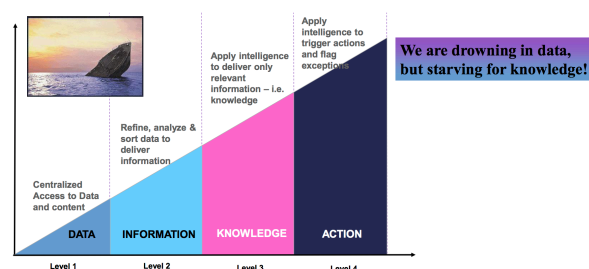 Apply
intelligence to
trigger actions
and flag
exceptions
We are drowning in data,
but starving for knowledge!
Apply intelligence
to deliver only
relevant
information – i.e.
knowledge
Refine, analyze &
sort data to
deliver
information
Centralized
Access to Data
and content
DATA
INFORMATION
KNOWLEDGE
ACTION
Level 1
Level 2
Level 3
Level 4